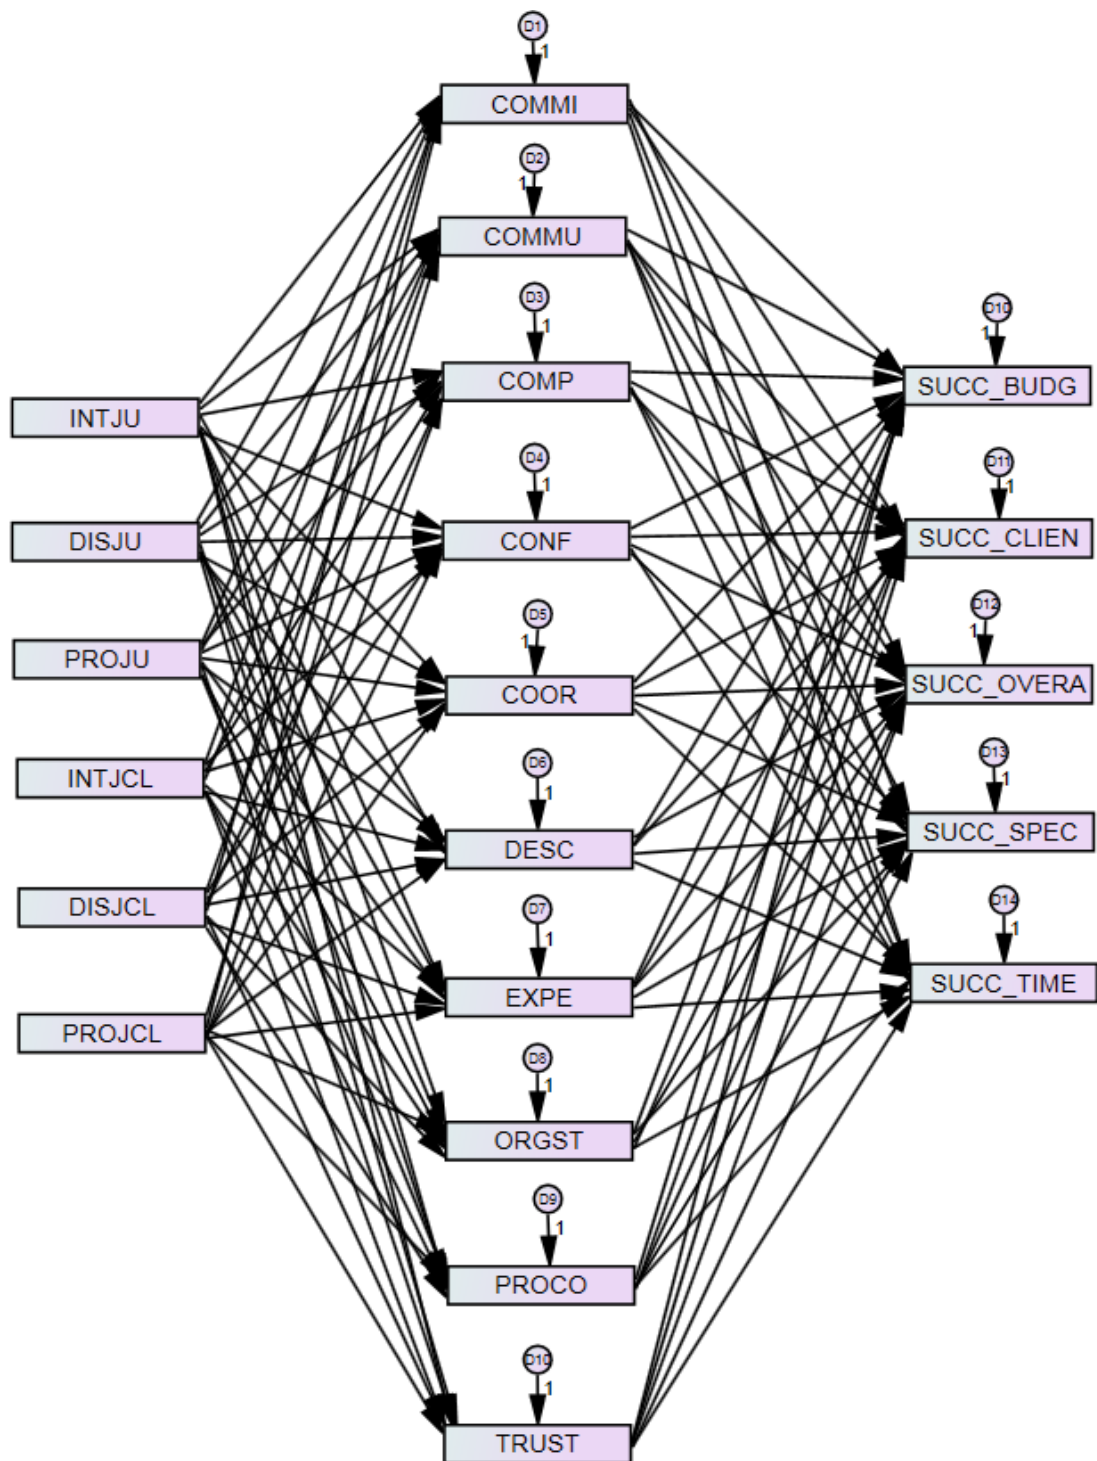 D1
1
COMMI
D2
1
COMMU
D3
1
COMP
D4
1
CONF
D5
1
COOR
D6
1
DESC
D7
1
EXPE
D8
1
ORGST
D9
1
PROCO
D10
1
TRUST
INTJU
DISJU
PROJU
INTJCL
DISJCL
PROJCL
D10
1
SUCC_BUDG
D11
1
SUCC_CLIEN
D12
1
SUCC_OVERA
D13
1
SUCC_SPEC
D14
1
SUCC_TIME